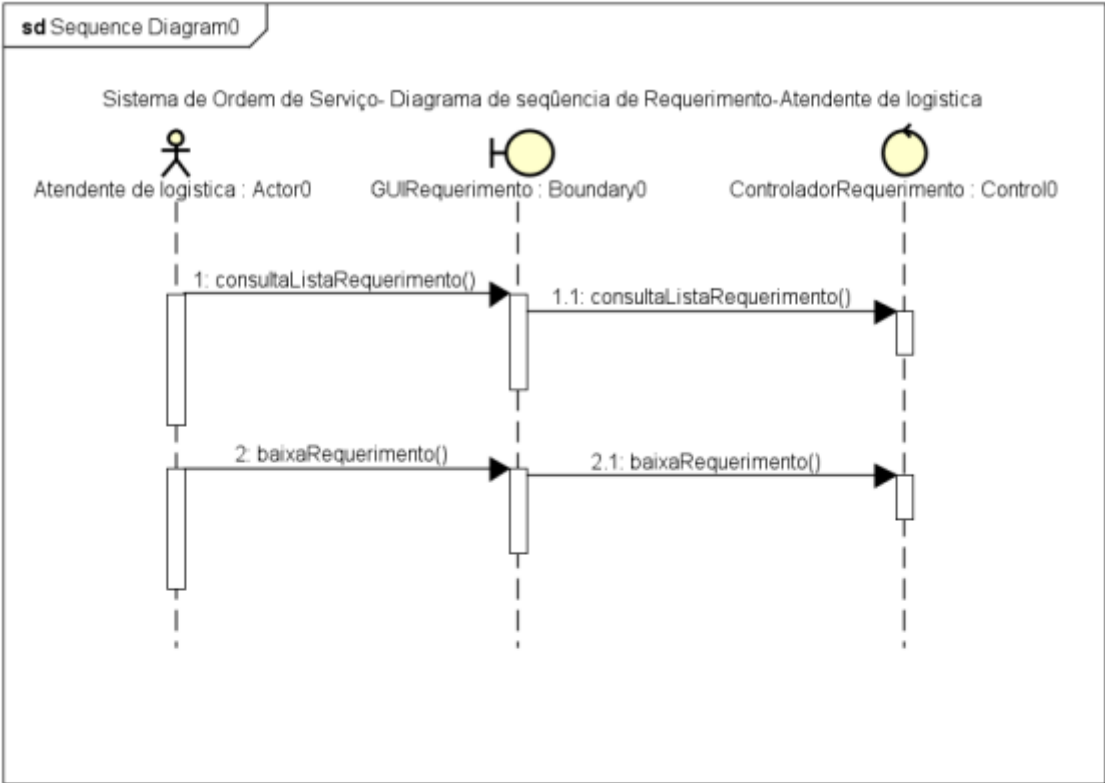 sd Sequence Diagram0
Sistema de Ordem de Serviço- Diagrama de seqûencia de Requerimento-Atendente de logistica
Atendente de logistica : Actor0
GUIRequerimento : Boundary0
ControladorRequerimento : Control0
1: consultaListaRequerimento()
1.1: consultaListaRequerimento()
2: baixaRequerimento()
2.1: baixaRequerimento()